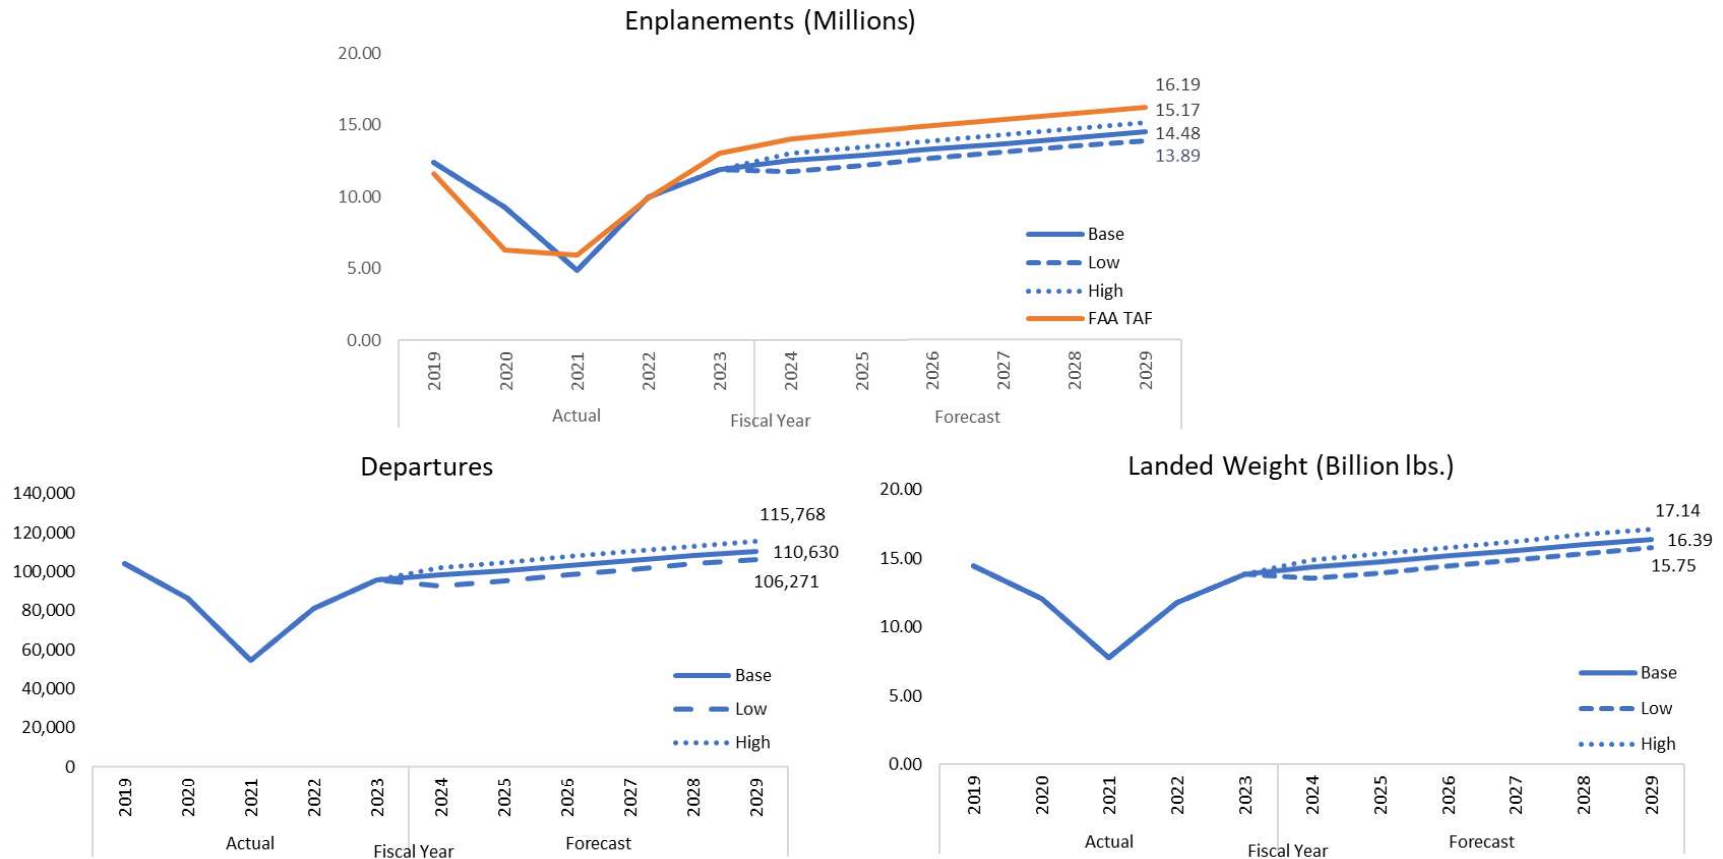 Enplanements (Millions)
20.00
15.00
10.00
5.00
0.00
16.19
15.17
14.48
13.89
Base
Low
High
FAA TAF
2019 2020 2021 2022 2023 2024 2025 2026 2027 2028 2029
Actual Fiscal Year Forecast
Departures
140,000
120,000
100,000
80,000
60,000
40,000
20,000
0
115,768
110,630
106,271
Base
Low
High
2019 2020 2021 2022 2023 2024 2025 2026 2027 2028 2029
Actual Fiscal Year Forecast
Landed Weight (Billion lbs.)
20.00
15.00
10.00
5.00
0.00
17.14
16.39
15.75
Base
Low
High
2019 2020 2021 2022 2023 2024 2025 2026 2027 2028 2029
Actual Fiscal Year Forecast